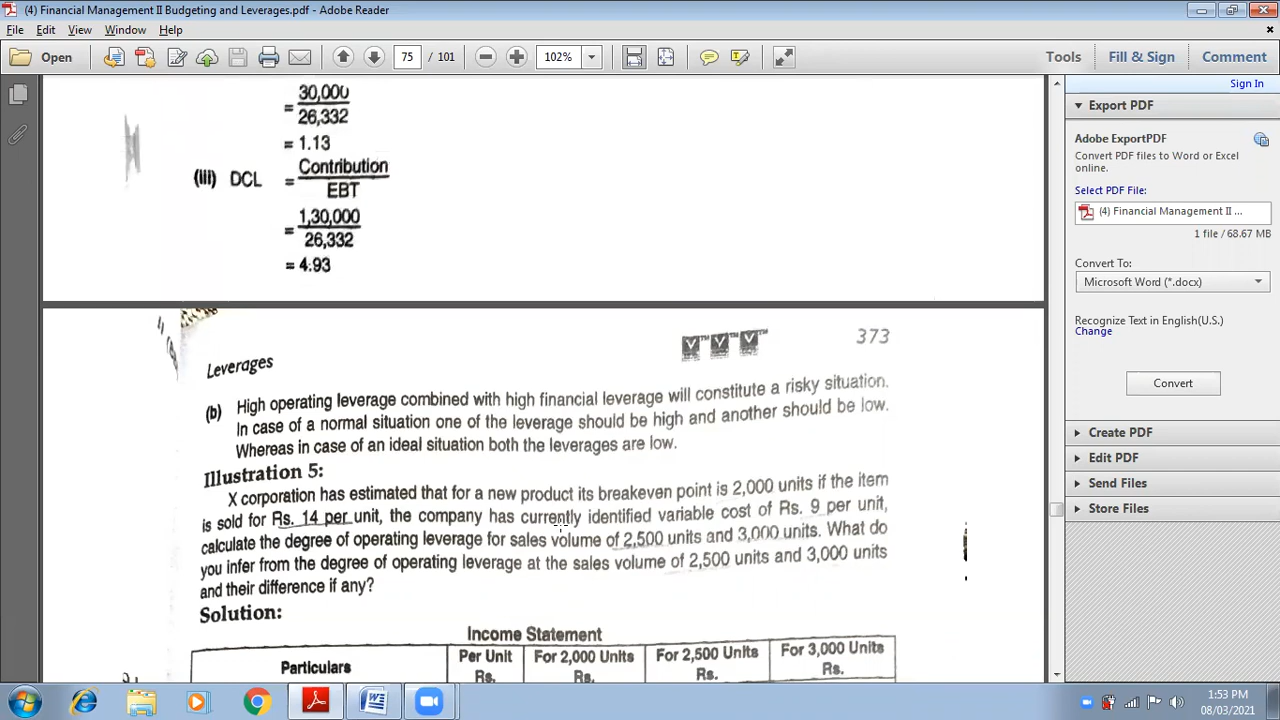 (4) Financial Management II Budgeting and Leverages.pdf - Adobe Reader
File Edit View Window Help
Open 75 / 101 102% Tools Fill & Sign Comment
Sign In
Export PDF
Adobe ExportPDF
Convert PDF files to Word or Excel
online.
Select PDF File:
(4) Financial Management II ...
1 file / 68.67 MB
Convert To:
Microsoft Word (*.docx)
Recognize Text in English(U.S.)
Change
Convert
Create PDF
Edit PDF
Send Files
Store Files
= 30,000
26,332
= 1.13
(iii) DCL = Contribution
EBT
= 1,30,000
26,332
= 4.93
Leverages 373
(b) High operating leverage combined with high financial leverage will constitute a risky situation.
In case of a normal situation one of the leverage should be high and another should be low.
Whereas in case of an ideal situation both the leverages are low.
Illustration 5:
X corporation has estimated that for a new product its breakeven point is 2,000 units if the item
is sold for Rs. 14 per unit, the company has currently identified variable cost of Rs. 9 per unit,
calculate the degree of operating leverage for sales volume of 2,500 units and 3,000 units. What do
you infer from the degree of operating leverage at the sales volume of 2,500 units and 3,000 units
and their difference if any?
Solution:
Income Statement
Particulars Per Unit For 2,000 Units For 2,500 Units For 3,000 Units
Rs. Rs. Rs. Rs.
1:53 PM
08/03/2021